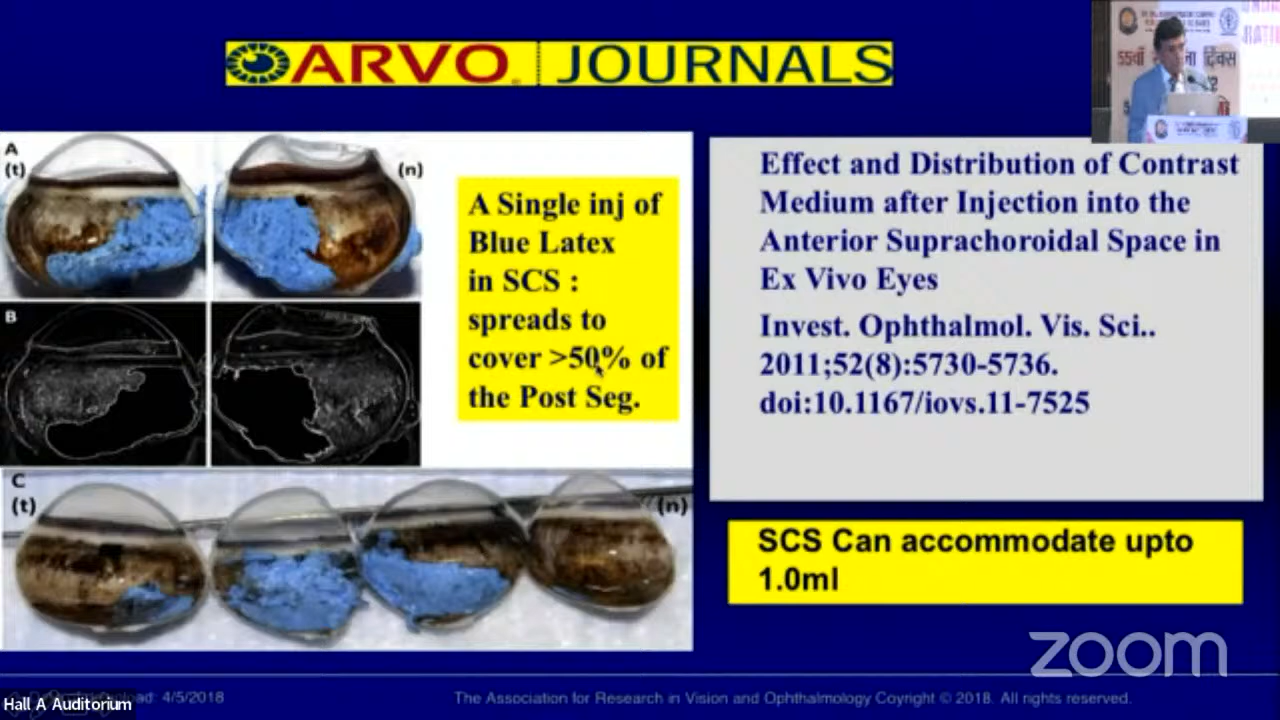 ARVO JOURNALS
A
(t)
(n)
B
C
(t)
(n)
A Single inj of
Blue Latex
in SCS :
spreads to
cover >50% of
the Post Seg.
Effect and Distribution of Contrast
Medium after Injection into the
Anterior Suprachoroidal Space in
Ex Vivo Eyes
Invest. Ophthalmol. Vis. Sci..
2011;52(8):5730-5736.
doi:10.1167/iovs.11-7525
SCS Can accommodate upto
1.0ml
zoom
4/5/2018
The Association for Research in Vision and Ophthalmology Coyright © 2018. All rights reserved.
Hall A Auditorium
55वाँ
दिवस